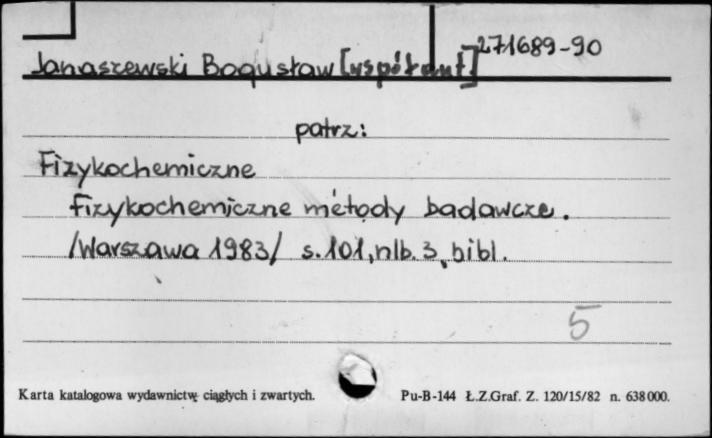 271689-90
Janaszewski Bogusław [współaut.]
patrz:
Fizykochemiczne
Fizykochemiczne metody badawcze.
/Warszawa 1983/ s. 101, nlb. 3, bibl.
5
Karta katalogowa wydawnictw ciągłych i zwartych. Pu-B-144 Ł.Z.Graf. Z. 120/15/82 n. 638000.